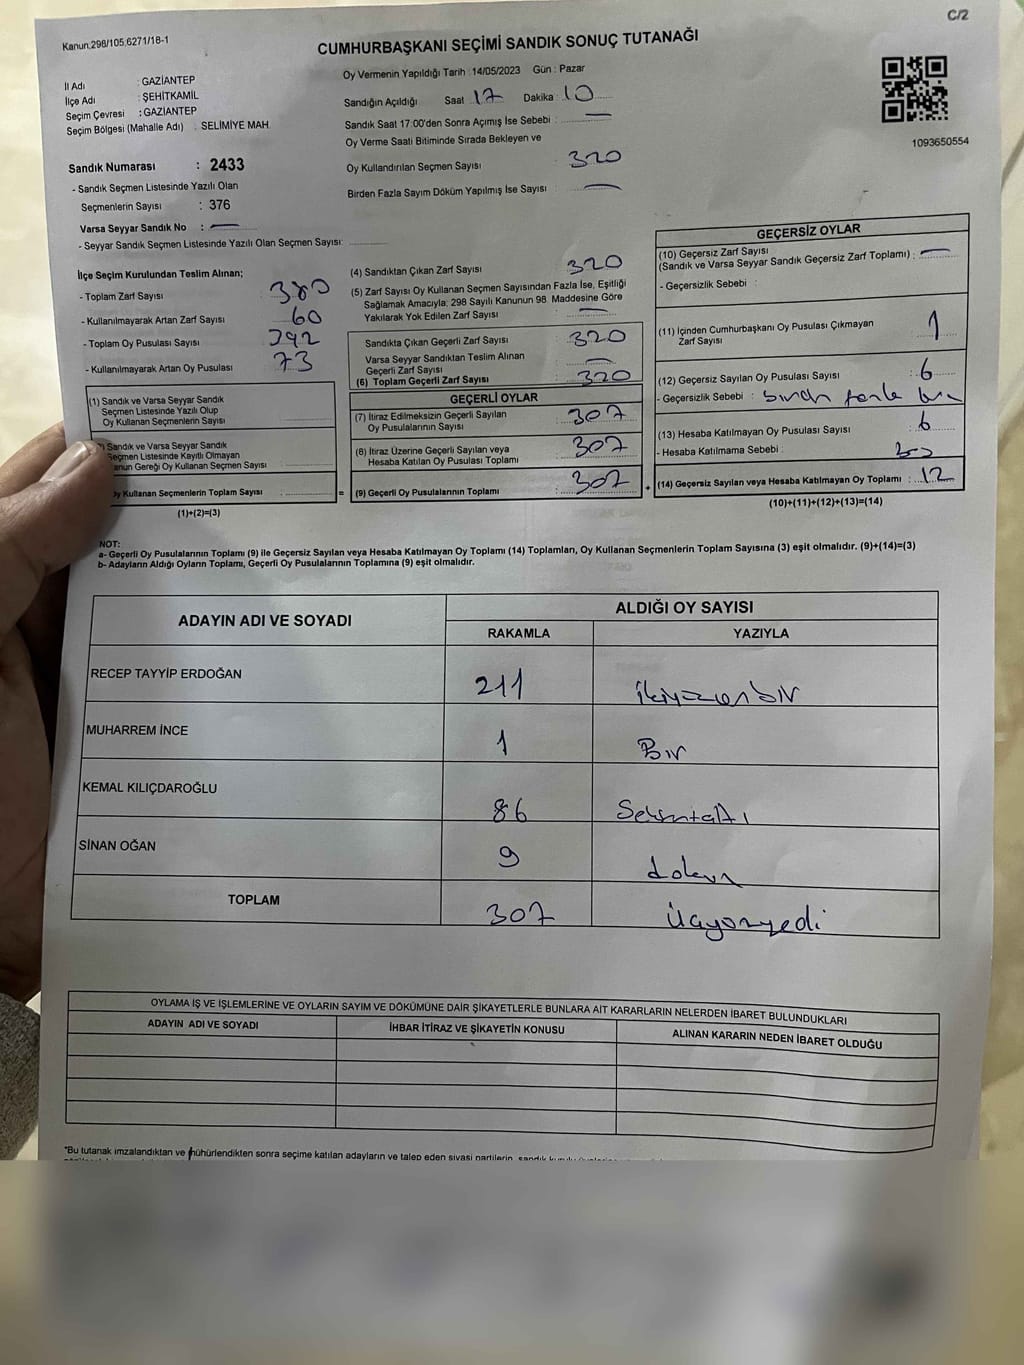 C/2
Kanun.298/105,6271/18-1
CUMHURBAŞKANI SEÇİMİ SANDIK SONUÇ TUTANAĞI
İl Adı : GAZİANTEP
İlçe Adı : ŞEHİTKAMİL
Seçim Çevresi : GAZİANTEP
Seçim Bölgesi (Mahalle Adı) : SELİMİYE MAH.
Sandık Numarası : 2433
- Sandık Seçmen Listesinde Yazılı Olan
Seçmenlerin Sayısı : 376
Varsa Seyyar Sandık No : —
- Seyyar Sandık Seçmen Listesinde Yazılı Olan Seçmen Sayısı:
Oy Vermenin Yapıldığı Tarih : 14/05/2023 Gün : Pazar
Sandığın Açıldığı Saat 17 Dakika : 10
Sandık Saat 17:00'den Sonra Açımış İse Sebebi : —
Oy Verme Saati Bitiminde Sırada Bekleyen ve
Oy Kullandırılan Seçmen Sayısı : 320
Birden Fazla Sayım Döküm Yapılmış İse Sayısı : —
1093650554
İlçe Seçim Kurulundan Teslim Alınan;
- Toplam Zarf Sayısı : 380
- Kullanılmayarak Artan Zarf Sayısı : 60
- Toplam Oy Pusulası Sayısı : 392
- Kullanılmayarak Artan Oy Pusulası : 73
(1) Sandık ve Varsa Seyyar Sandık
Seçmen Listesinde Yazılı Olup
Oy Kullanan Seçmenlerin Sayısı
Sandık ve Varsa Seyyar Sandık
Seçmen Listesinde Kayıtlı Olmayan
Gereği Oy Kullanan Seçmen Sayısı
Oy Kullanan Seçmenlerin Toplam Sayısı :
(1)+(2)=(3)
(4) Sandıktan Çıkan Zarf Sayısı : 320
(5) Zarf Sayısı Oy Kullanan Seçmen Sayısından Fazla İse, Eşitliği
Sağlamak Amacıyla; 298 Sayılı Kanunun 98. Maddesine Göre
Yakılarak Yok Edilen Zarf Sayısı : —
Sandıkta Çıkan Geçerli Zarf Sayısı : 320
Varsa Seyyar Sandıktan Teslim Alınan
Geçerli Zarf Sayısı : —
(6) Toplam Geçerli Zarf Sayısı : 320
GEÇERLİ OYLAR
(7) İtiraz Edilmeksizin Geçerli Sayılan
Oy Pusulalarının Sayısı : 307
(8) İtiraz Üzerine Geçerli Sayılan veya
Hesaba Katılan Oy Pusulası Toplamı : 307
= (9) Geçerli Oy Pusulalarının Toplamı : 307 +
GEÇERSİZ OYLAR
(10) Geçersiz Zarf Sayısı
(Sandık ve Varsa Seyyar Sandık Geçersiz Zarf Toplamı) : —
- Geçersizlik Sebebi :
(11) İçinden Cumhurbaşkanı Oy Pusulası Çıkmayan
Zarf Sayısı : 1
(12) Geçersiz Sayılan Oy Pusulası Sayısı : 6
- Geçersizlik Sebebi :
(13) Hesaba Katılmayan Oy Pusulası Sayısı : 6
- Hesaba Katılmama Sebebi :
(14) Geçersiz Sayılan veya Hesaba Katılmayan Oy Toplamı : 12
(10)+(11)+(12)+(13)=(14)
NOT:
a- Geçerli Oy Pusulalarının Toplamı (9) ile Geçersiz Sayılan veya Hesaba Katılmayan Oy Toplamı (14) Toplamları, Oy Kullanan Seçmenlerin Toplam Sayısına (3) eşit olmalıdır. (9)+(14)=(3)
b- Adayların Aldığı Oyların Toplamı, Geçerli Oy Pusulalarının Toplamına (9) eşit olmalıdır.
ADAYIN ADI VE SOYADI ALDIĞI OY SAYISI
RAKAMLA YAZIYLA
RECEP TAYYİP ERDOĞAN 211 ikiyüzonbir
MUHARREM İNCE 1 Bir
KEMAL KILIÇDAROĞLU 86 Seksenaltı
SİNAN OĞAN 9 dokuz
TOPLAM 307 Üçyüzyedi
OYLAMA İŞ VE İŞLEMLERİNE VE OYLARIN SAYIM VE DÖKÜMÜNE DAİR ŞİKAYETLERLE BUNLARA AİT KARARLARIN NELERDEN İBARET BULUNDUKLARI
ADAYIN ADI VE SOYADI İHBAR İTİRAZ VE ŞİKAYETİN KONUSU ALINAN KARARIN NEDEN İBARET OLDUĞU
"Bu tutanak imzalandıktan ve mühürlendikten sonra seçime katılan adayların ve talep eden siyasi partilerin, sandık kurulu